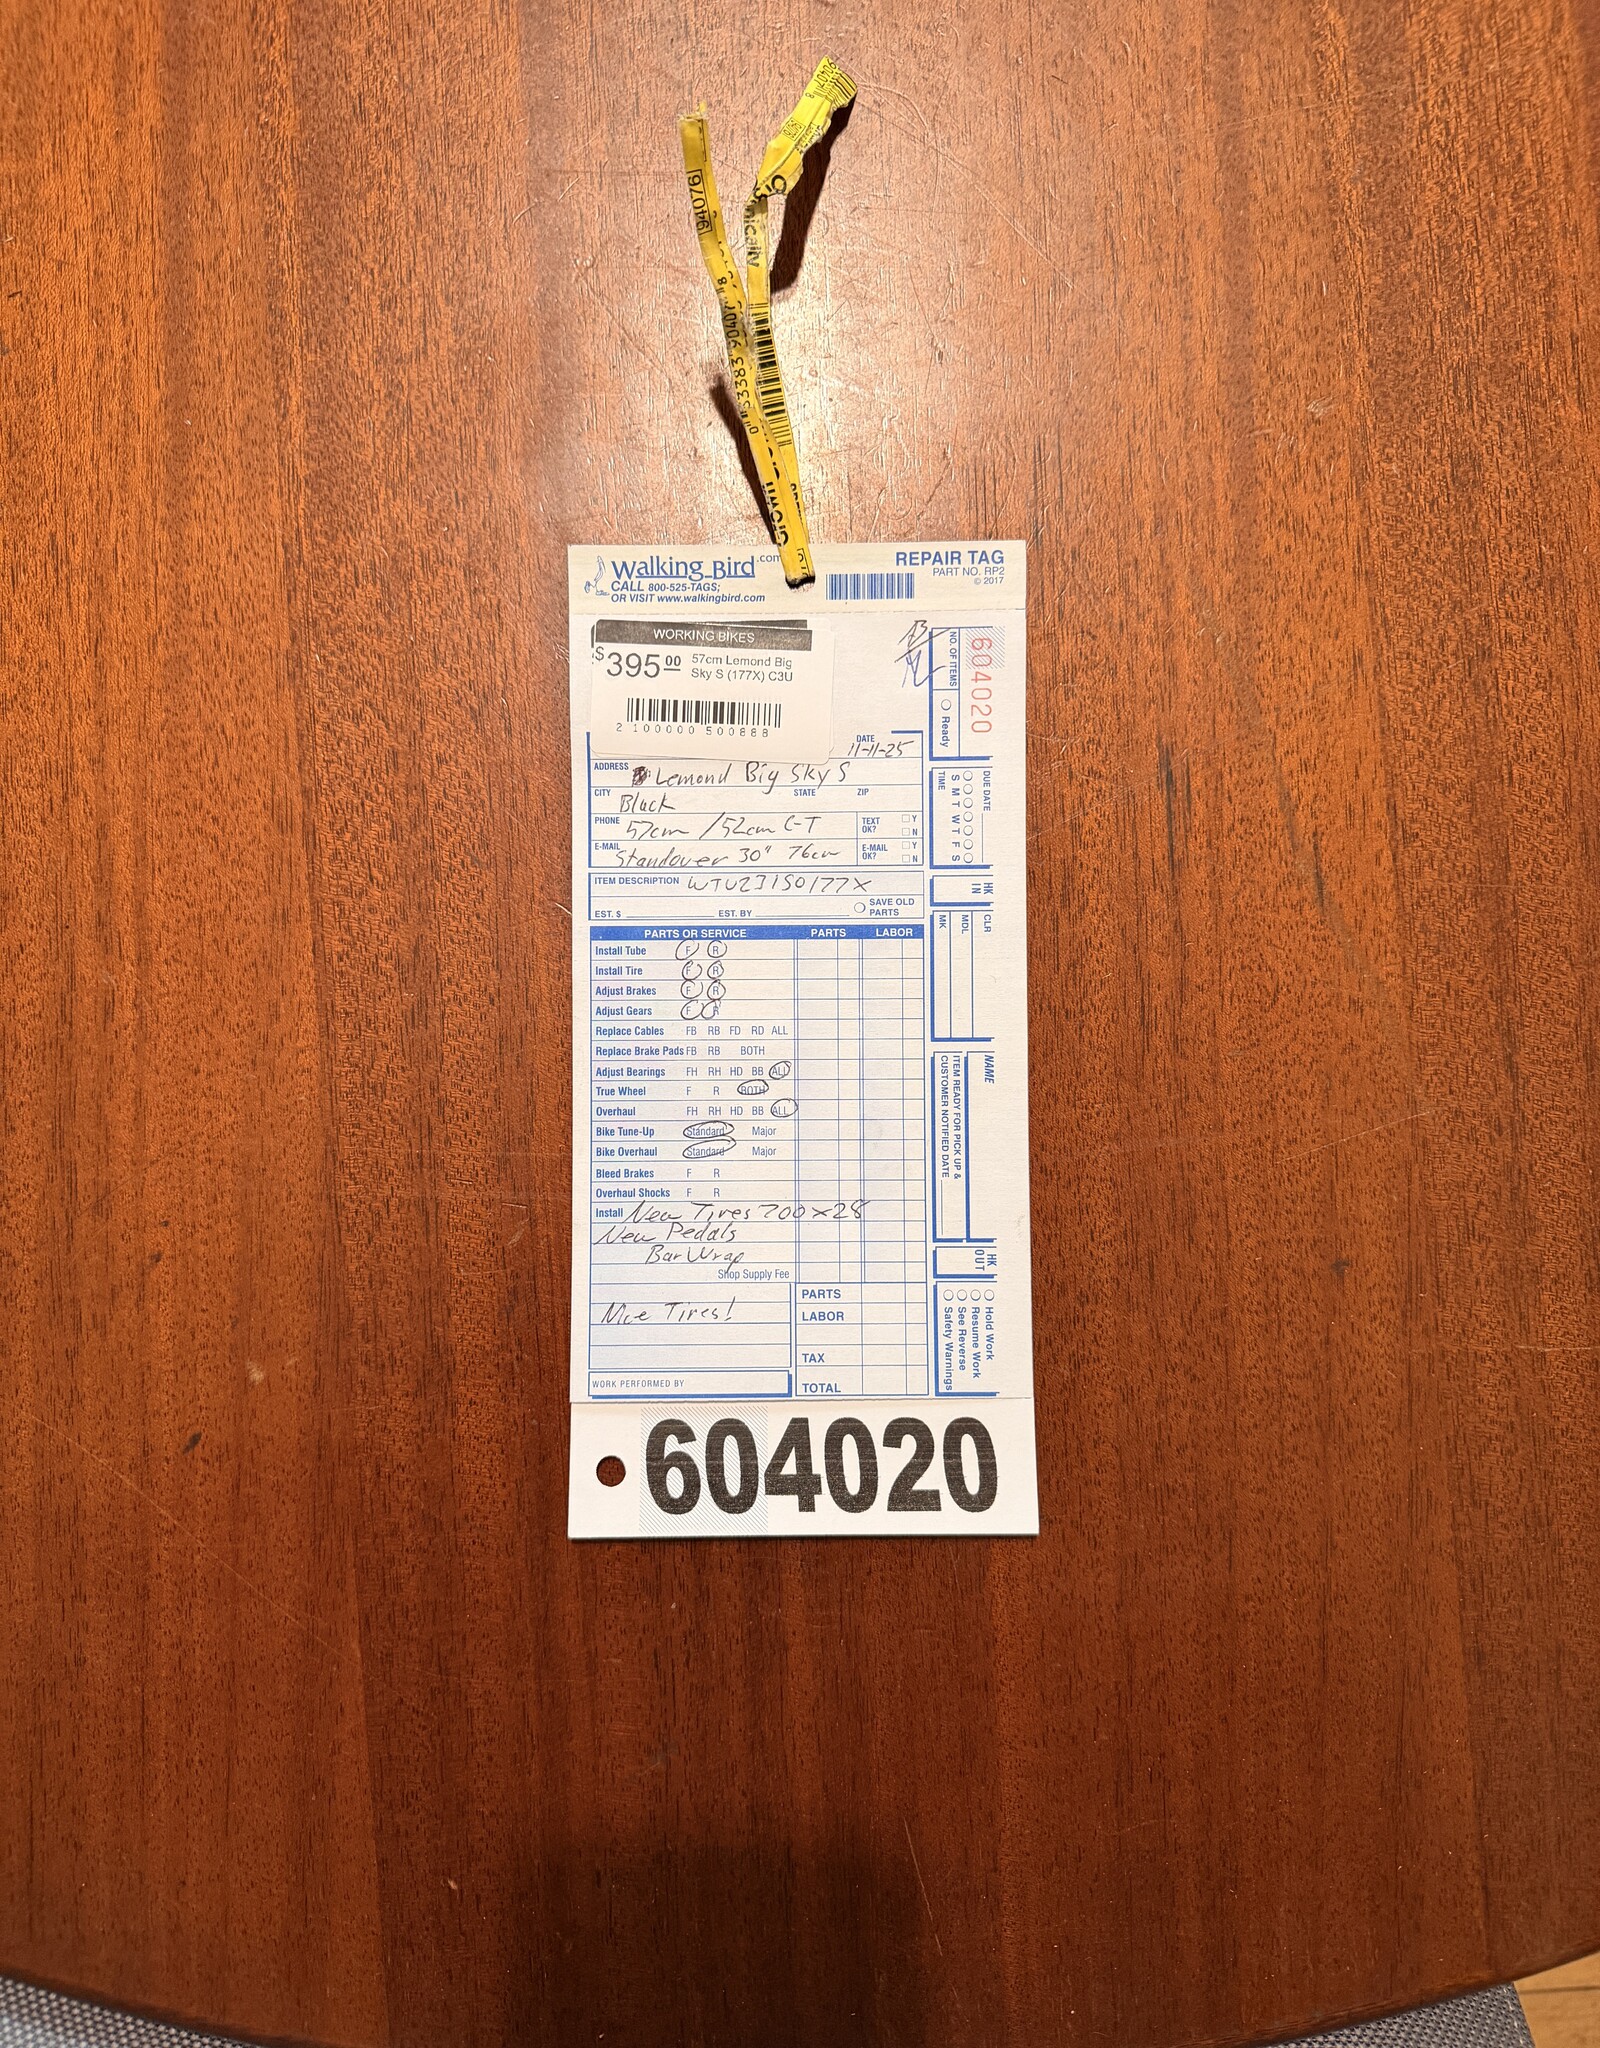 94076
Walking Bird.com
CALL 800-525-TAGS;
OR VISIT www.walkingbird.com
REPAIR TAG
PART NO. RP2
© 2017
WORKING BIKES
$395.00
57cm Lemond Big
Sky S (177X) C3U
2 100000 500888
604020
NO. OF ITEMS
Ready
DATE
11-11-25
ADDRESS Lemond Big Sky S
CITY Black STATE ZIP
PHONE 57cm / 52cm C-T TEXT OK? Y N
E-MAIL Standover 30" 76cm E-MAIL OK? Y N
DUE DATE
S M T W T F S
TIME
ITEM DESCRIPTION WTU231S0177X
EST. $ EST. BY SAVE OLD PARTS
HK IN
CLR
MDL
MK
PARTS OR SERVICE PARTS LABOR
Install Tube F R
Install Tire F R
Adjust Brakes F R
Adjust Gears F R
Replace Cables FB RB FD RD ALL
Replace Brake Pads FB RB BOTH
Adjust Bearings FH RH HD BB ALL
True Wheel F R BOTH
Overhaul FH RH HD BB ALL
Bike Tune-Up Standard Major
Bike Overhaul Standard Major
Bleed Brakes F R
Overhaul Shocks F R
Install New Tires 700x28
New Pedals
Bar Wrap
Shop Supply Fee
Nice Tires!
PARTS
LABOR
TAX
TOTAL
WORK PERFORMED BY
NAME
ITEM READY FOR PICK UP &
CUSTOMER NOTIFIED DATE
HK OUT
Hold Work
Resume Work
See Reverse
Safety Warnings
604020